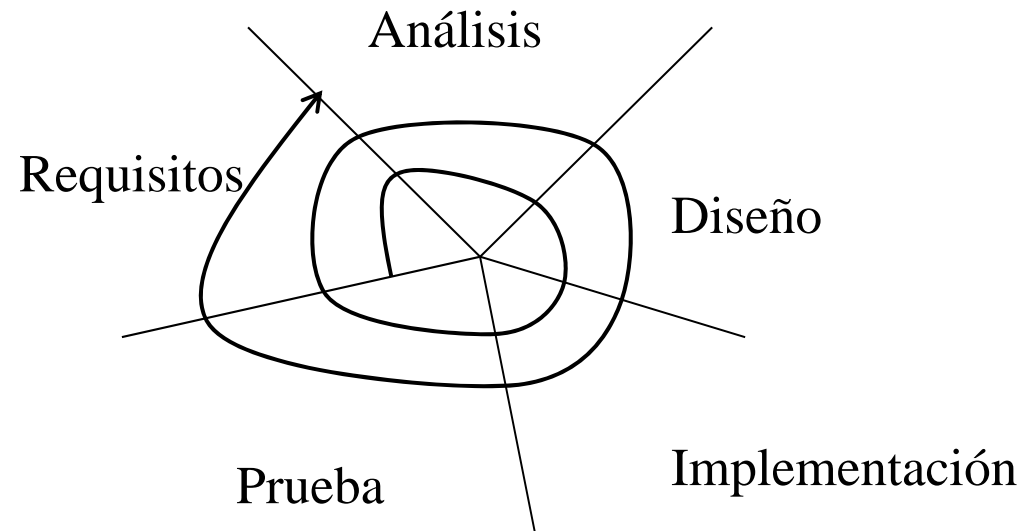 Análisis
Requisitos
Diseño
Implementación
Prueba